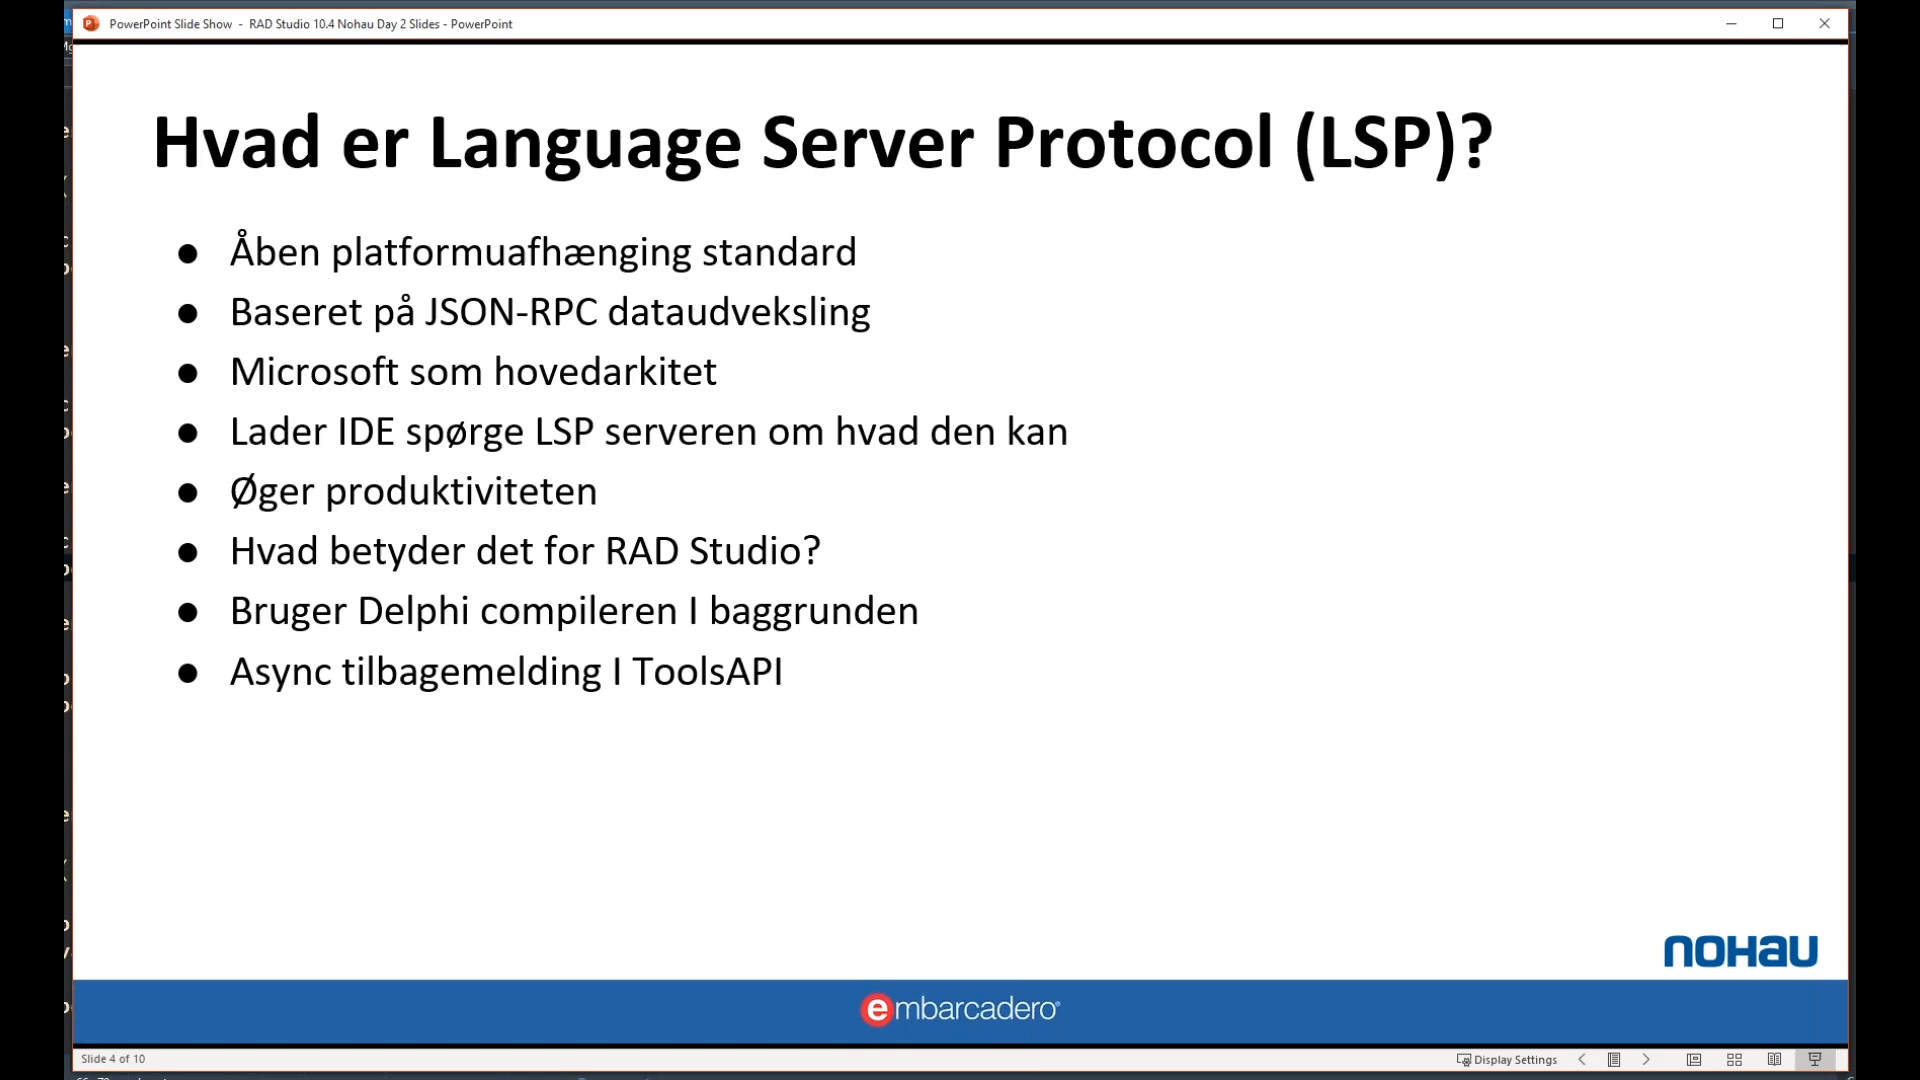 PowerPoint Slide Show - RAD Studio 10.4 Nohau Day 2 Slides - PowerPoint
Hvad er Language Server Protocol (LSP)?
● Åben platformuafhænging standard
● Baseret på JSON-RPC dataudveksling
● Microsoft som hovedarkitet
● Lader IDE spørge LSP serveren om hvad den kan
● Øger produktiviteten
● Hvad betyder det for RAD Studio?
● Bruger Delphi compileren I baggrunden
● Async tilbagemelding I ToolsAPI
noHau
embarcadero
Slide 4 of 10
Display Settings